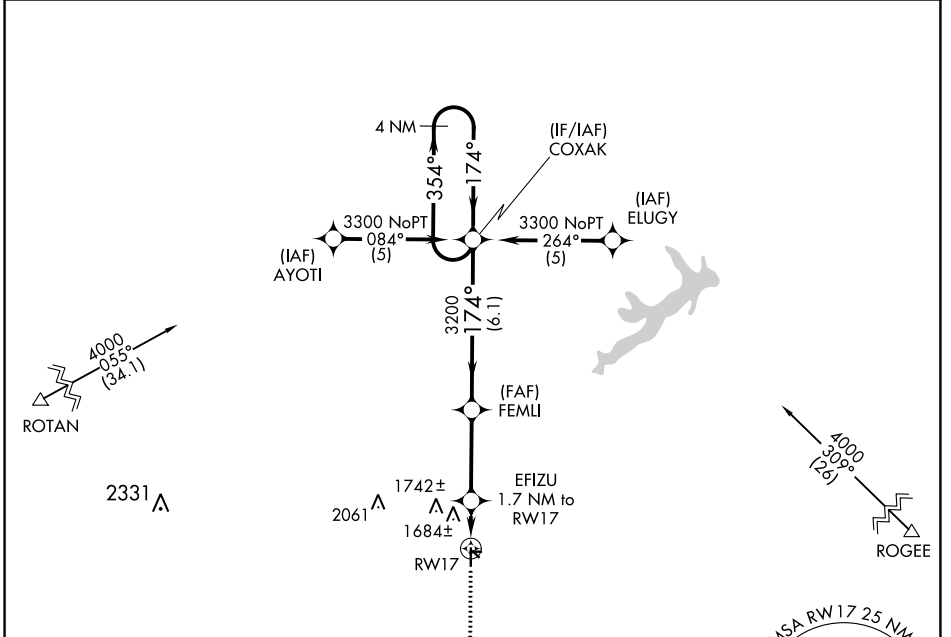 4 NM
354°
174°
(IF/IAF)
COXAK
(IAF)
ELUGY
3300 NoPT
084°
(5)
3300 NoPT
264°
(5)
(IAF)
AYOTI
3200
174°
(6.1)
4000
055°
(34.1)
ROTAN
(FAF)
FEMLI
4000
309°
(26)
ROGEE
2331
2061
1742±
1684±
EFIZU
1.7 NM to
RW17
RW17
MSA RW17 25 NM